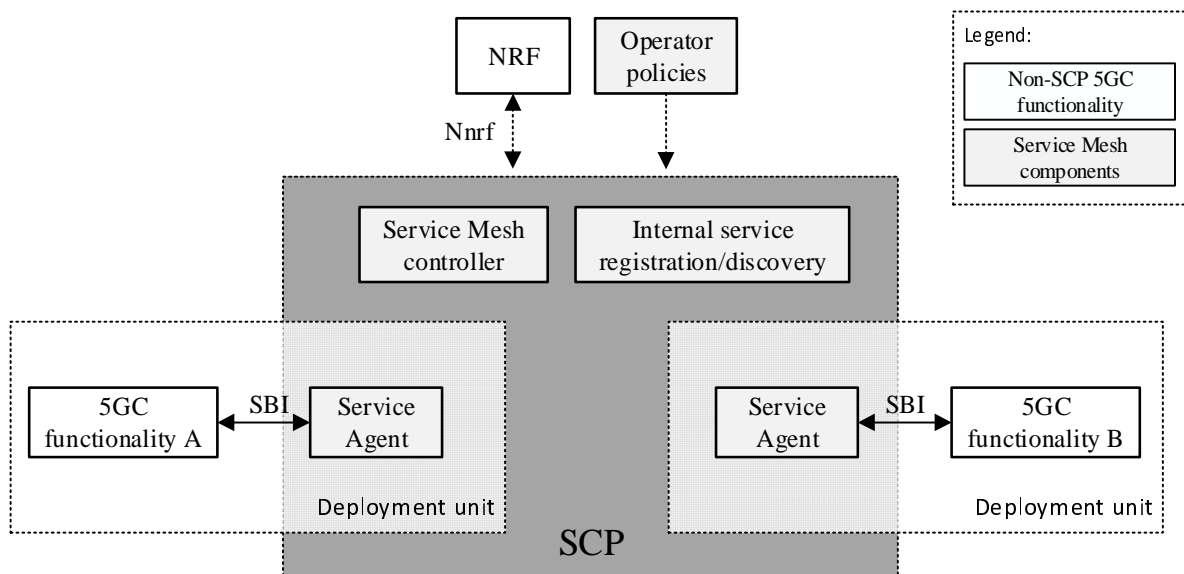 NRF
Operator
policies
Legend:
Non-SCP 5GC
functionality
Service Mesh
components
Nnrf
Service Mesh
controller
Internal service
registration/discovery
5GC
functionality A
SBI
Service
Agent
Deployment unit
Service
Agent
SBI
5GC
functionality B
Deployment unit
SCP